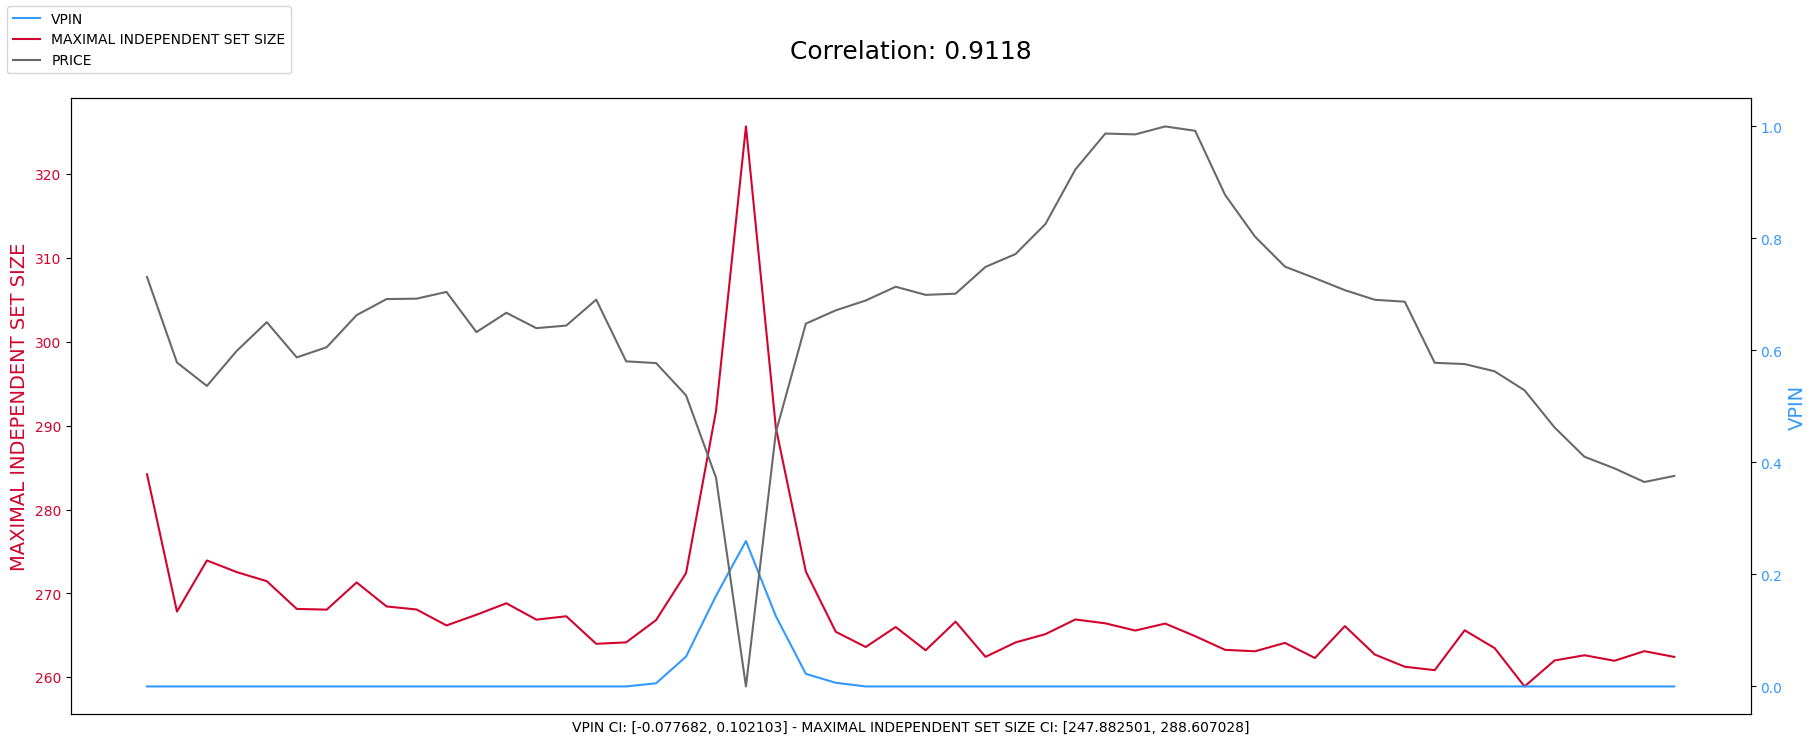 VPIN
MAXIMAL INDEPENDENT SET SIZE
PRICE
Correlation: 0.9118
MAXIMAL INDEPENDENT SET SIZE
320
310
300
290
280
270
260
1.0
0.8
0.6
0.4
0.2
0.0
VPIN
VPIN CI: [-0.077682, 0.102103] - MAXIMAL INDEPENDENT SET SIZE CI: [247.882501, 288.607028]